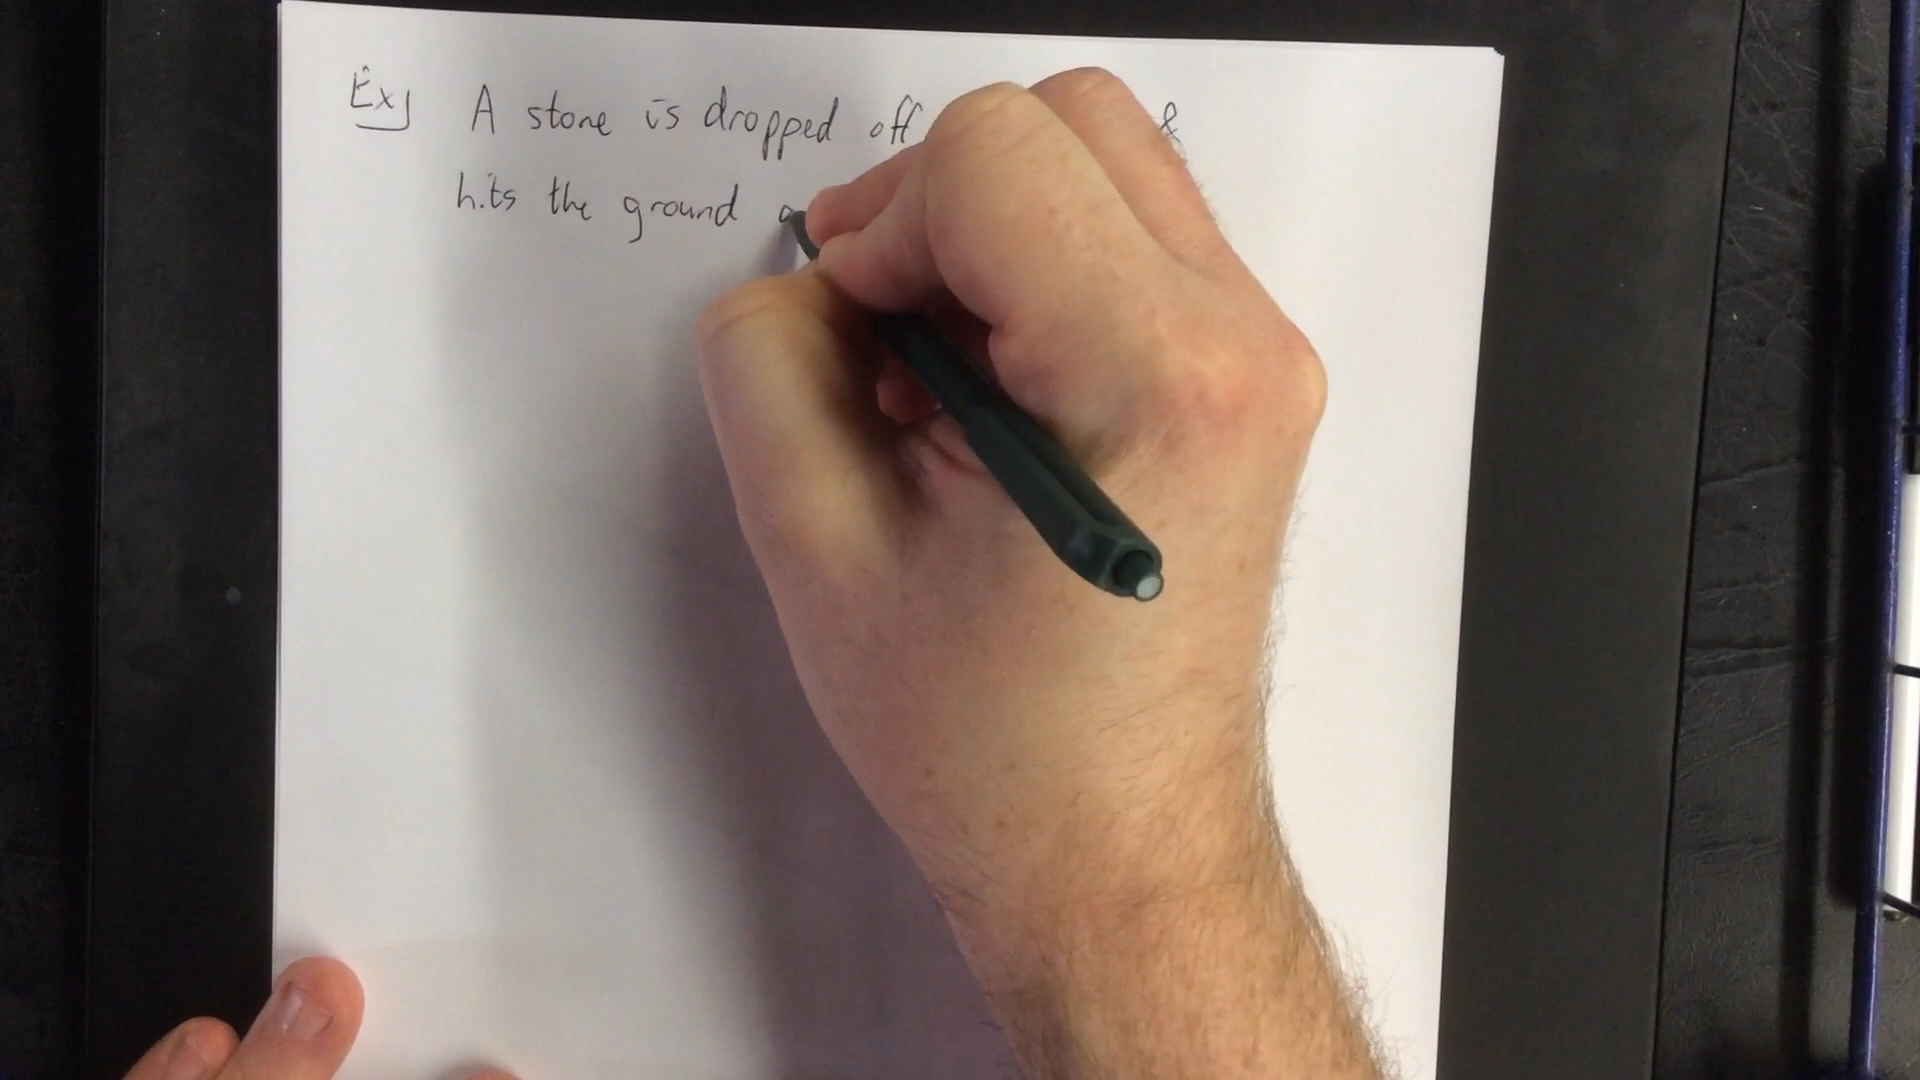 Ex] A stone is dropped off &
hits the ground